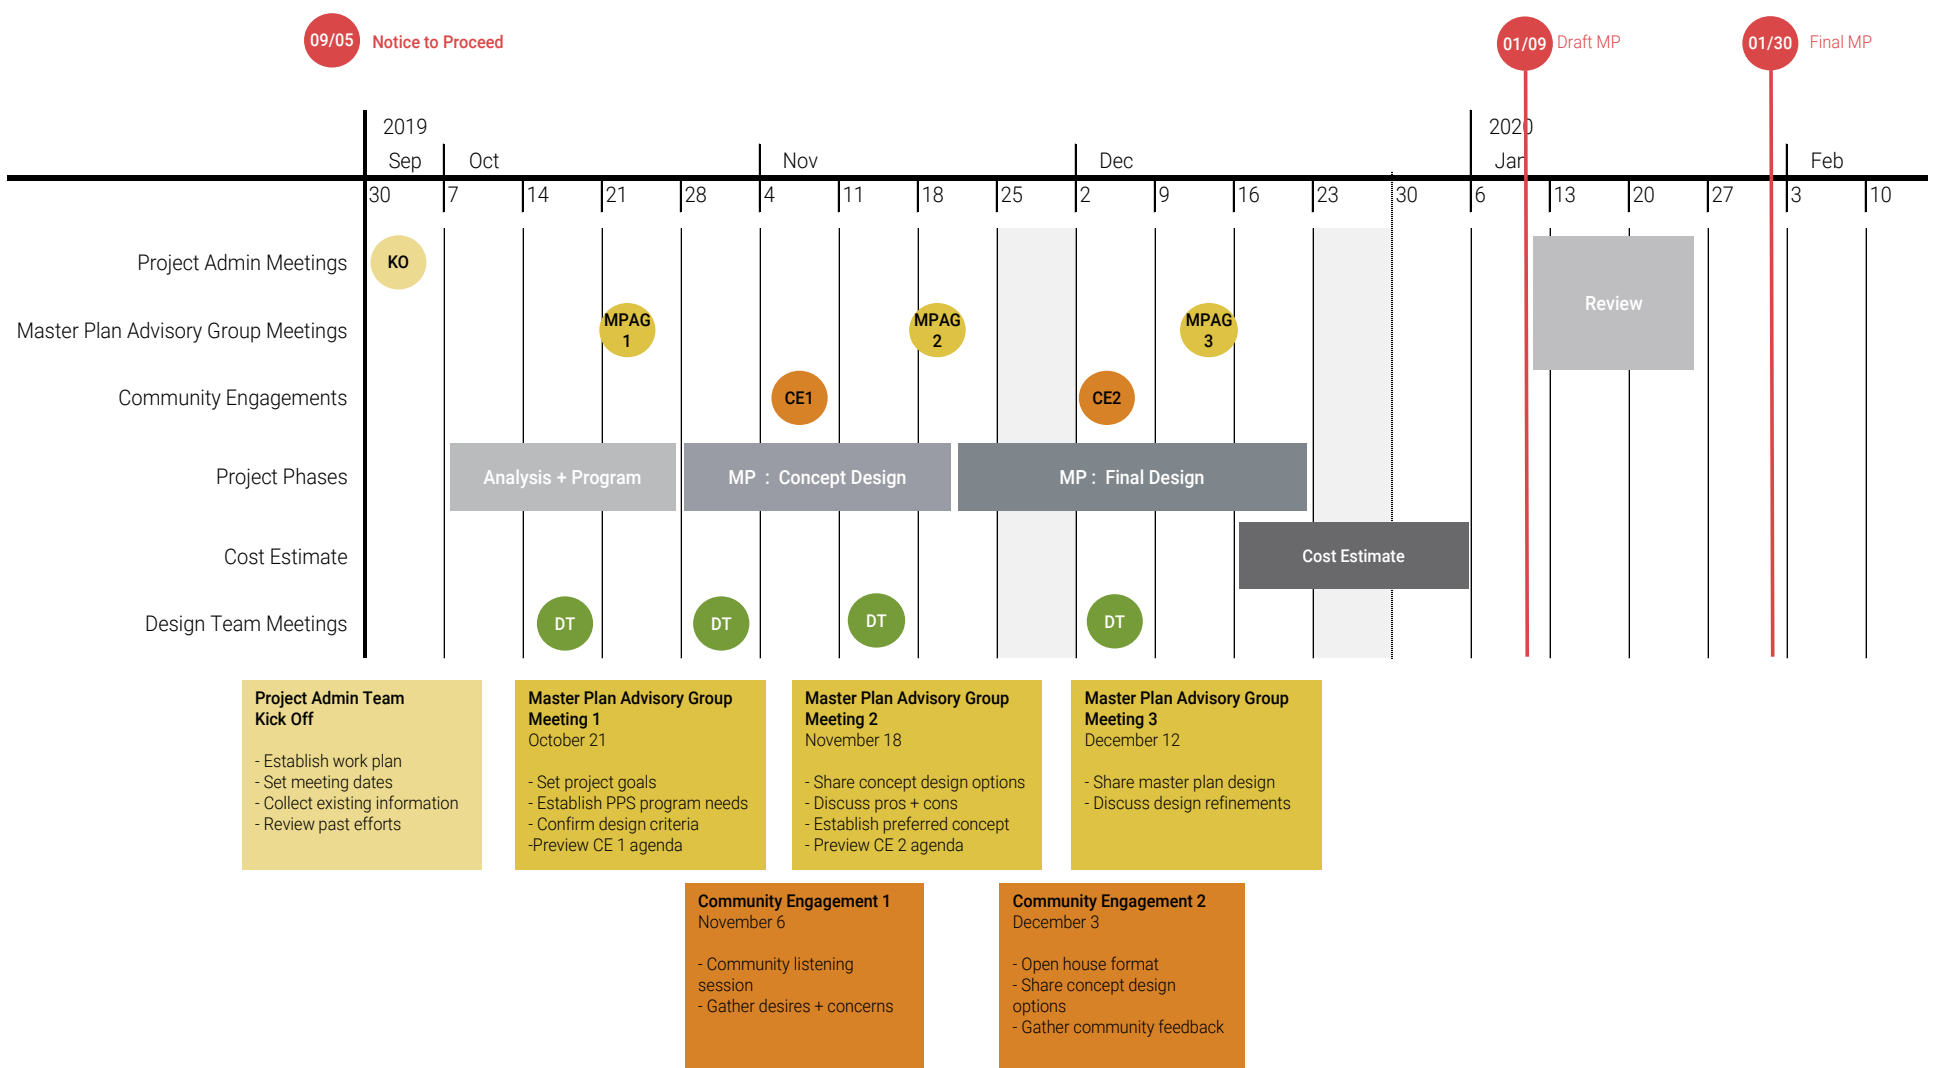 09/05 Notice to Proceed
01/09 Draft MP
01/30 Final MP
2019
2020
Sep Oct Nov Dec Jan Feb
30 7 14 21 28 4 11 18 25 2 9 16 23 30 6 13 20 27 3 10
Project Admin Meetings
KO
Review
Master Plan Advisory Group Meetings
MPAG
1
MPAG
2
MPAG
3
Community Engagements
CE1
CE2
Project Phases
Analysis + Program
MP : Concept Design
MP : Final Design
Cost Estimate
Cost Estimate
Design Team Meetings
DT
DT
DT
DT
Project Admin Team
Kick Off
- Establish work plan
- Set meeting dates
- Collect existing information
- Review past efforts
Master Plan Advisory Group
Meeting 1
October 21
- Set project goals
- Establish PPS program needs
- Confirm design criteria
-Preview CE 1 agenda
Master Plan Advisory Group
Meeting 2
November 18
- Share concept design options
- Discuss pros + cons
- Establish preferred concept
- Preview CE 2 agenda
Master Plan Advisory Group
Meeting 3
December 12
- Share master plan design
- Discuss design refinements
Community Engagement 1
November 6
- Community listening
session
- Gather desires + concerns
Community Engagement 2
December 3
- Open house format
- Share concept design
options
- Gather community feedback